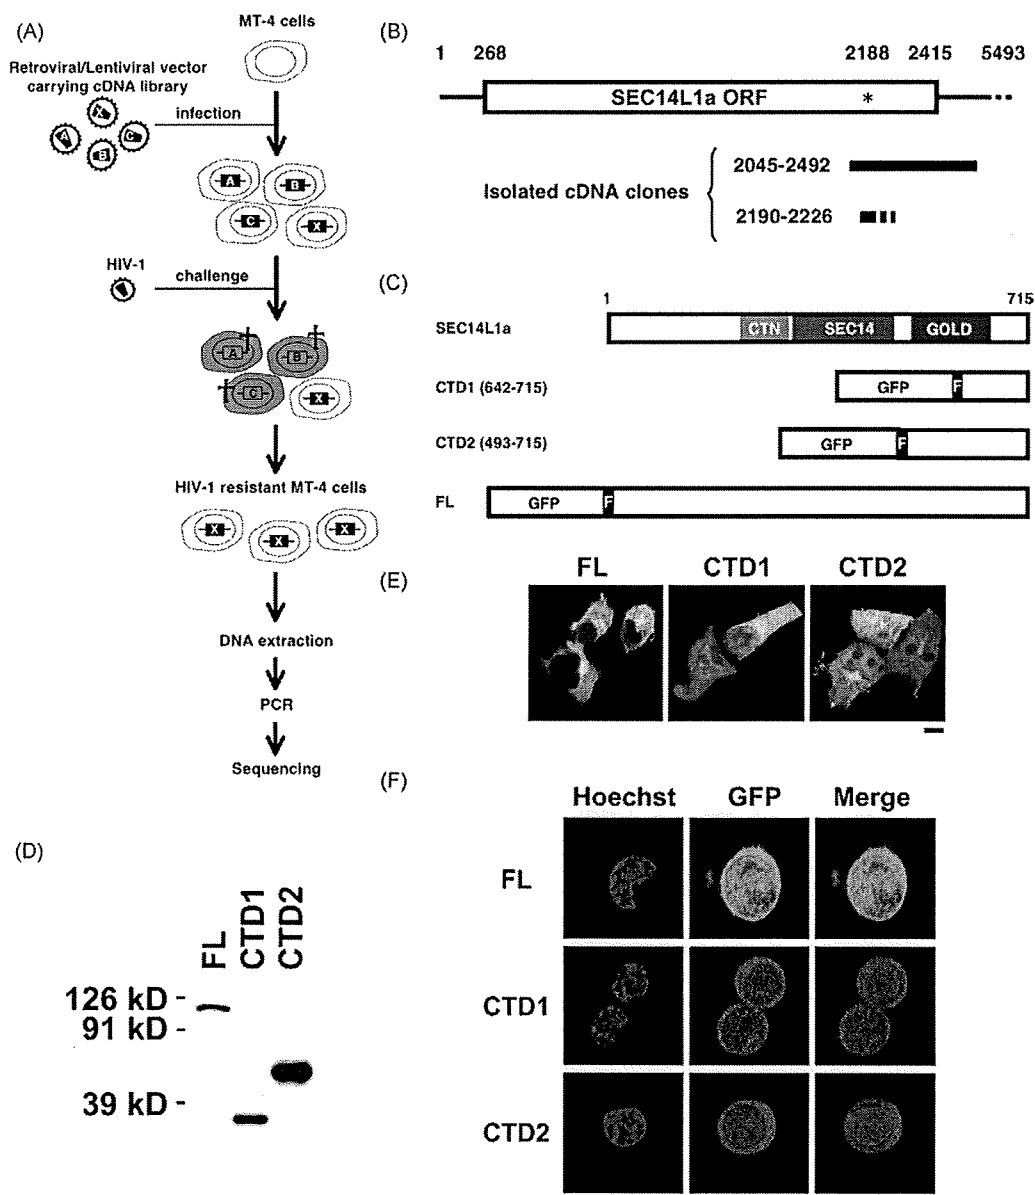 (A)
MT-4 cells
Retroviral/Lentiviral vector
carrying cDNA library
infection
X
A
C
B
A
B
C
X
HIV-1
challenge
A
B
C
X
HIV-1 resistant MT-4 cells
X
X
X
DNA extraction
PCR
Sequencing
(B)
1 268 2188 2415 5493
SEC14L1a ORF *
Isolated cDNA clones
2045-2492
2190-2226
(C)
1 715
SEC14L1a
CTN SEC14 GOLD
CTD1 (642-715)
GFP F
CTD2 (493-715)
GFP F
FL
GFP F
(D)
FL
CTD1
CTD2
126 kD -
91 kD -
39 kD -
(E)
FL CTD1 CTD2
(F)
Hoechst GFP Merge
FL
CTD1
CTD2